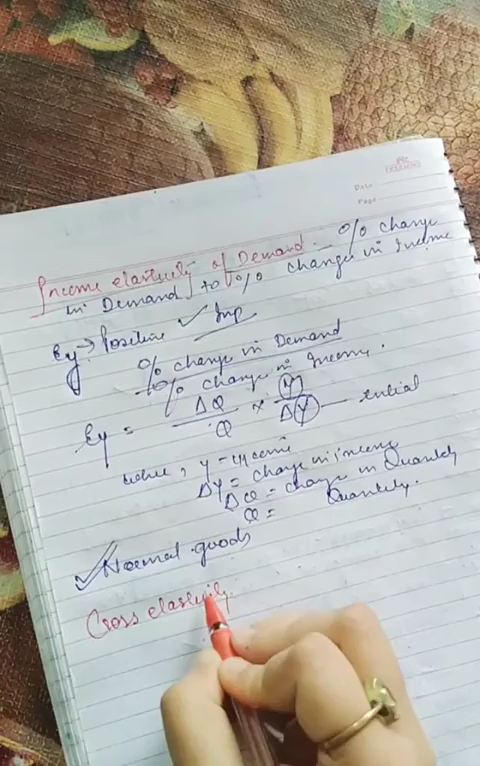 Date
Page
Income elasticity of Demand - % change
in Demand to % change in Income
Ey → Positive ✓ Imp
% change in Demand
% change in Income.
Ey = ΔQ/Q × Y/ΔY — initial
where, Y = Income
ΔY = change in income
ΔQ = change in Quantity
Q = Quantity.
✓ Normal goods
Cross elasticity